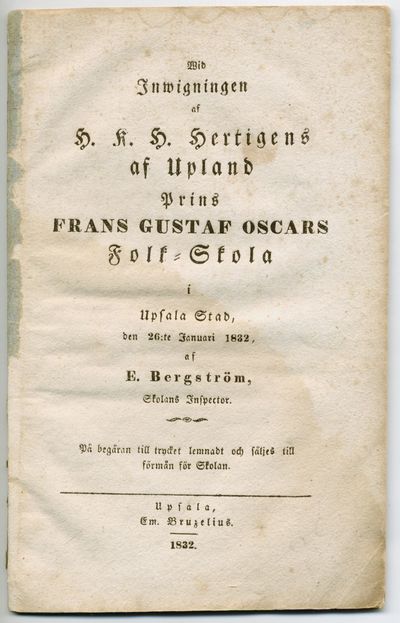 Wid
Inwigningen
af
H. K. H. Hertigens
af Upland
Prins
FRANS GUSTAF OSCARS
Folk-Skola
i
Upsala Stad,
den 26:te Januari 1832,
af
E. Bergström,
Skolans Inspector.
På begäran till trycket lemnadt och säljes till
förmån för Skolan.
Upsala,
Em. Bruzelius.
1832.